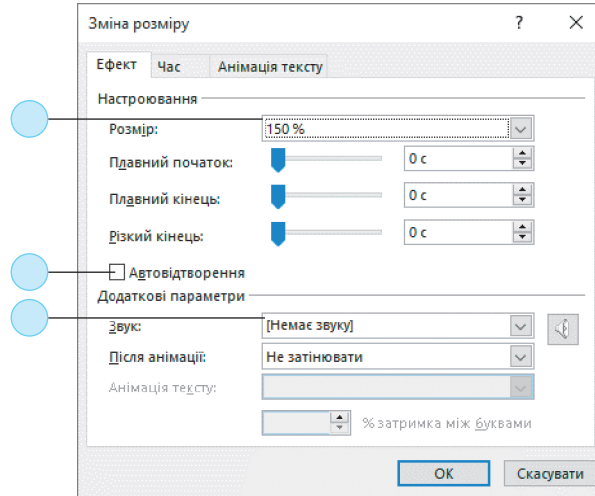 Зміна розміру ?
Ефект Час Анімація тексту
Настроювання
Розмір: 150 %
Плавний початок: 0 с
Плавний кінець: 0 с
Різкий кінець: 0 с
Автовідтворення
Додаткові параметри
Звук: [Немає звуку]
Після анімації: Не затінювати
Анімація тексту:
% затримка між буквами
ОК Скасувати